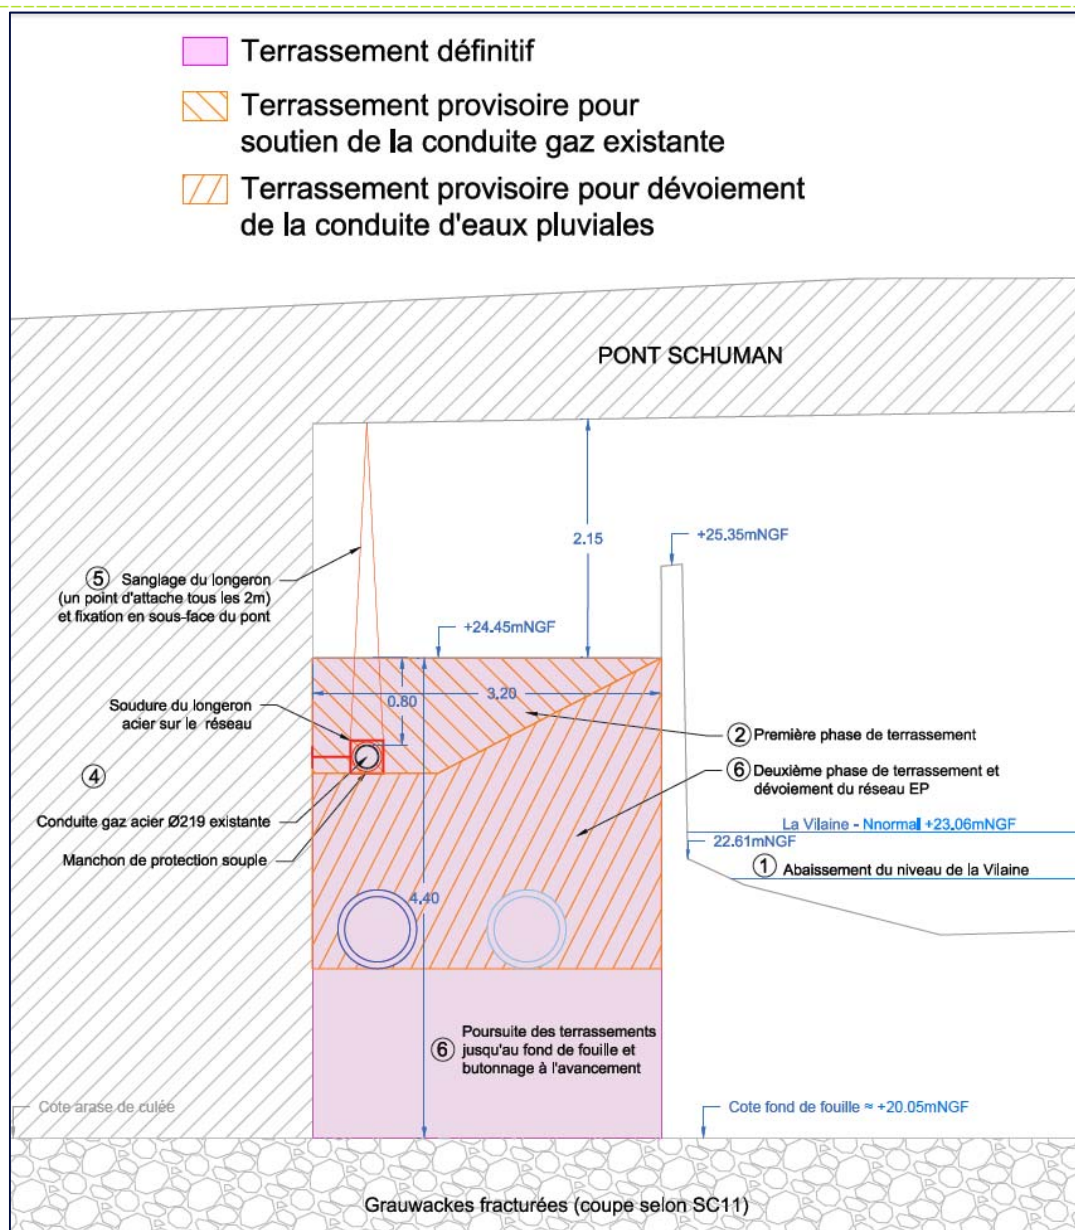 Terrassement définitif
Terrassement provisoire pour
soutien de la conduite gaz existante
Terrassement provisoire pour dévoiement
de la conduite d'eaux pluviales
PONT SCHUMAN
2.15
+25.35mNGF
5 Sanglage du longeron
(un point d'attache tous les 2m)
et fixation en sous-face du pont
+24.45mNGF
3.20
0.80
Soudure du longeron
acier sur le réseau
2 Première phase de terrassement
4
6 Deuxième phase de terrassement et
dévoiement du réseau EP
Conduite gaz acier Ø219 existante
La Vilaine - Nnormal +23.06mNGF
22.61mNGF
Manchon de protection souple
1 Abaissement du niveau de la Vilaine
4.40
6 Poursuite des terrassements
jusqu'au fond de fouille et
butonnage à l'avancement
Cote arase de culée
Cote fond de fouille ≈ +20.05mNGF
Grauwackes fracturées (coupe selon SC11)